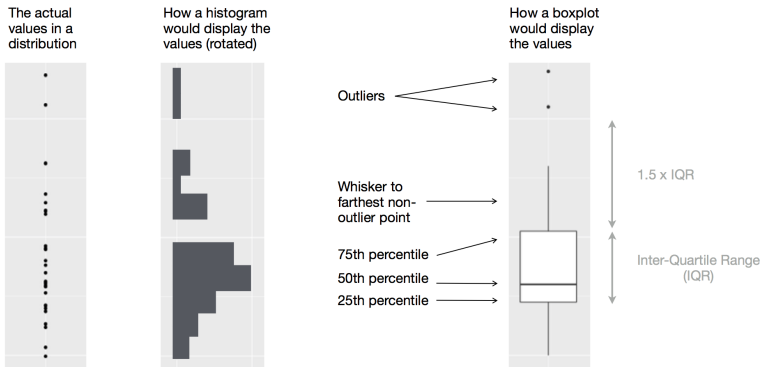 The actual
values in a
distribution
How a histogram
would display the
values (rotated)
How a boxplot
would display
the values
Outliers
1.5 x IQR
Whisker to
farthest non-
outlier point
75th percentile
Inter-Quartile Range
(IQR)
50th percentile
25th percentile